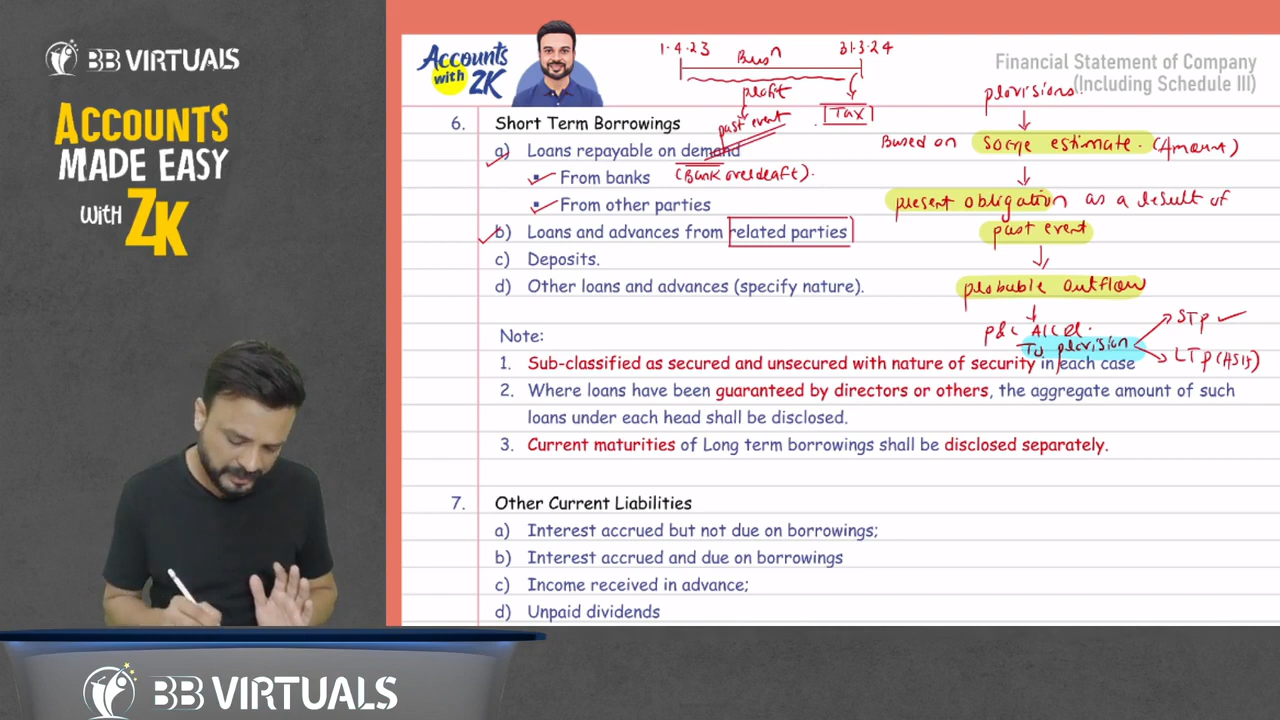 BB VIRTUALS
ACCOUNTS
MADE EASY
with ZK
Accounts
with
ZK
1.4.23
Busn
31.3.24
profit
Tax
past event
Financial Statement of Company
(Including Schedule III)
provisions.
Based on some estimate. (Amount)
present obligation as a result of
past event
probable outflow
P&L A/c Dr.
To provision
STP
LTP (AS15)
6. Short Term Borrowings
a) Loans repayable on demand
(Bank overdraft).
▪ From banks
▪ From other parties
b) Loans and advances from related parties
c) Deposits.
d) Other loans and advances (specify nature).
Note:
1. Sub-classified as secured and unsecured with nature of security in each case
2. Where loans have been guaranteed by directors or others, the aggregate amount of such
loans under each head shall be disclosed.
3. Current maturities of Long term borrowings shall be disclosed separately.
7. Other Current Liabilities
a) Interest accrued but not due on borrowings;
b) Interest accrued and due on borrowings
c) Income received in advance;
d) Unpaid dividends
BB VIRTUALS